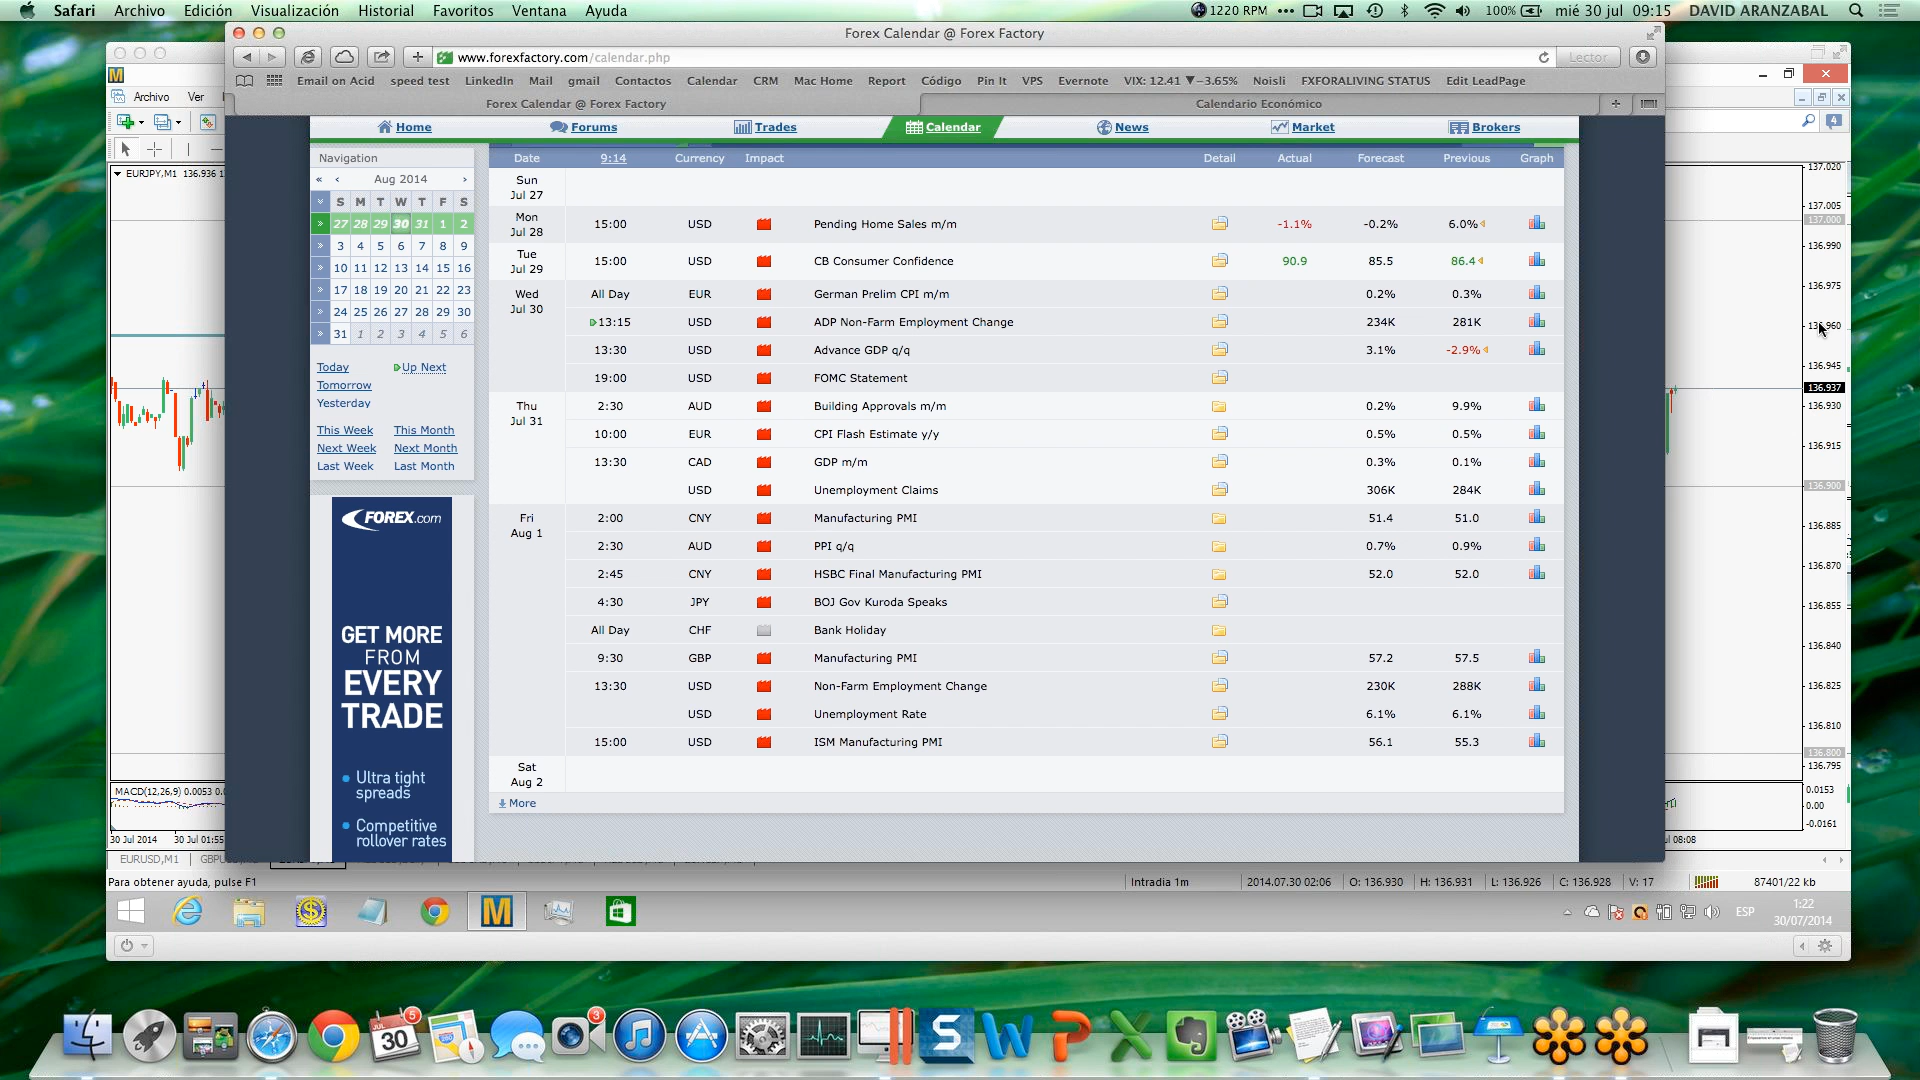 Safari Archivo Edición Visualización Historial Favoritos Ventana Ayuda 1220 RPM 100% mié 30 jul 09:15 DAVID ARANZABAL
Forex Calendar @ Forex Factory
www.forexfactory.com/calendar.php Lector
Email on Acid speed test LinkedIn Mail gmail Contactos Calendar CRM Mac Home Report Código Pin It VPS Evernote VIX: 12.41 ▼−3.65% Noisli FXFORALIVING STATUS Edit LeadPage
Forex Calendar @ Forex Factory Calendario Económico
Archivo Ver
Home Forums Trades Calendar News Market Brokers
Navigation
« ‹ Aug 2014 ›
S M T W T F S
27 28 29 30 31 1 2
3 4 5 6 7 8 9
10 11 12 13 14 15 16
17 18 19 20 21 22 23
24 25 26 27 28 29 30
31 1 2 3 4 5 6
Today Up Next
Tomorrow
Yesterday
This Week This Month
Next Week Next Month
Last Week Last Month
FOREX.com
GET MORE
FROM
EVERY
TRADE
• Ultra tight
spreads
• Competitive
rollover rates
Date 9:14 Currency Impact Detail Actual Forecast Previous Graph
Sun
Jul 27
Mon
Jul 28
15:00 USD Pending Home Sales m/m -1.1% -0.2% 6.0%
Tue
Jul 29
15:00 USD CB Consumer Confidence 90.9 85.5 86.4
Wed
Jul 30
All Day EUR German Prelim CPI m/m 0.2% 0.3%
13:15 USD ADP Non-Farm Employment Change 234K 281K
13:30 USD Advance GDP q/q 3.1% -2.9%
19:00 USD FOMC Statement
Thu
Jul 31
2:30 AUD Building Approvals m/m 0.2% 9.9%
10:00 EUR CPI Flash Estimate y/y 0.5% 0.5%
13:30 CAD GDP m/m 0.3% 0.1%
USD Unemployment Claims 306K 284K
Fri
Aug 1
2:00 CNY Manufacturing PMI 51.4 51.0
2:30 AUD PPI q/q 0.7% 0.9%
2:45 CNY HSBC Final Manufacturing PMI 52.0 52.0
4:30 JPY BOJ Gov Kuroda Speaks
All Day CHF Bank Holiday
9:30 GBP Manufacturing PMI 57.2 57.5
13:30 USD Non-Farm Employment Change 230K 288K
USD Unemployment Rate 6.1% 6.1%
15:00 USD ISM Manufacturing PMI 56.1 55.3
Sat
Aug 2
More
EURJPY,M1 136.936 1
137.020
137.005
137.000
136.990
136.975
136.960
136.945
136.937
136.930
136.915
136.900
136.885
136.870
136.855
136.840
136.825
136.810
136.800
136.795
MACD(12,26,9) 0.0053 0.0
0.0153
0.00
-0.0161
30 Jul 2014 30 Jul 01:55 ul 08:08
EURUSD,M1
Para obtener ayuda, pulse F1 Intradia 1m 2014.07.30 02:06 O: 136.930 H: 136.931 L: 136.926 C: 136.928 V: 17 87401/22 kb
ESP 1:22
30/07/2014
JUL
30
5
3